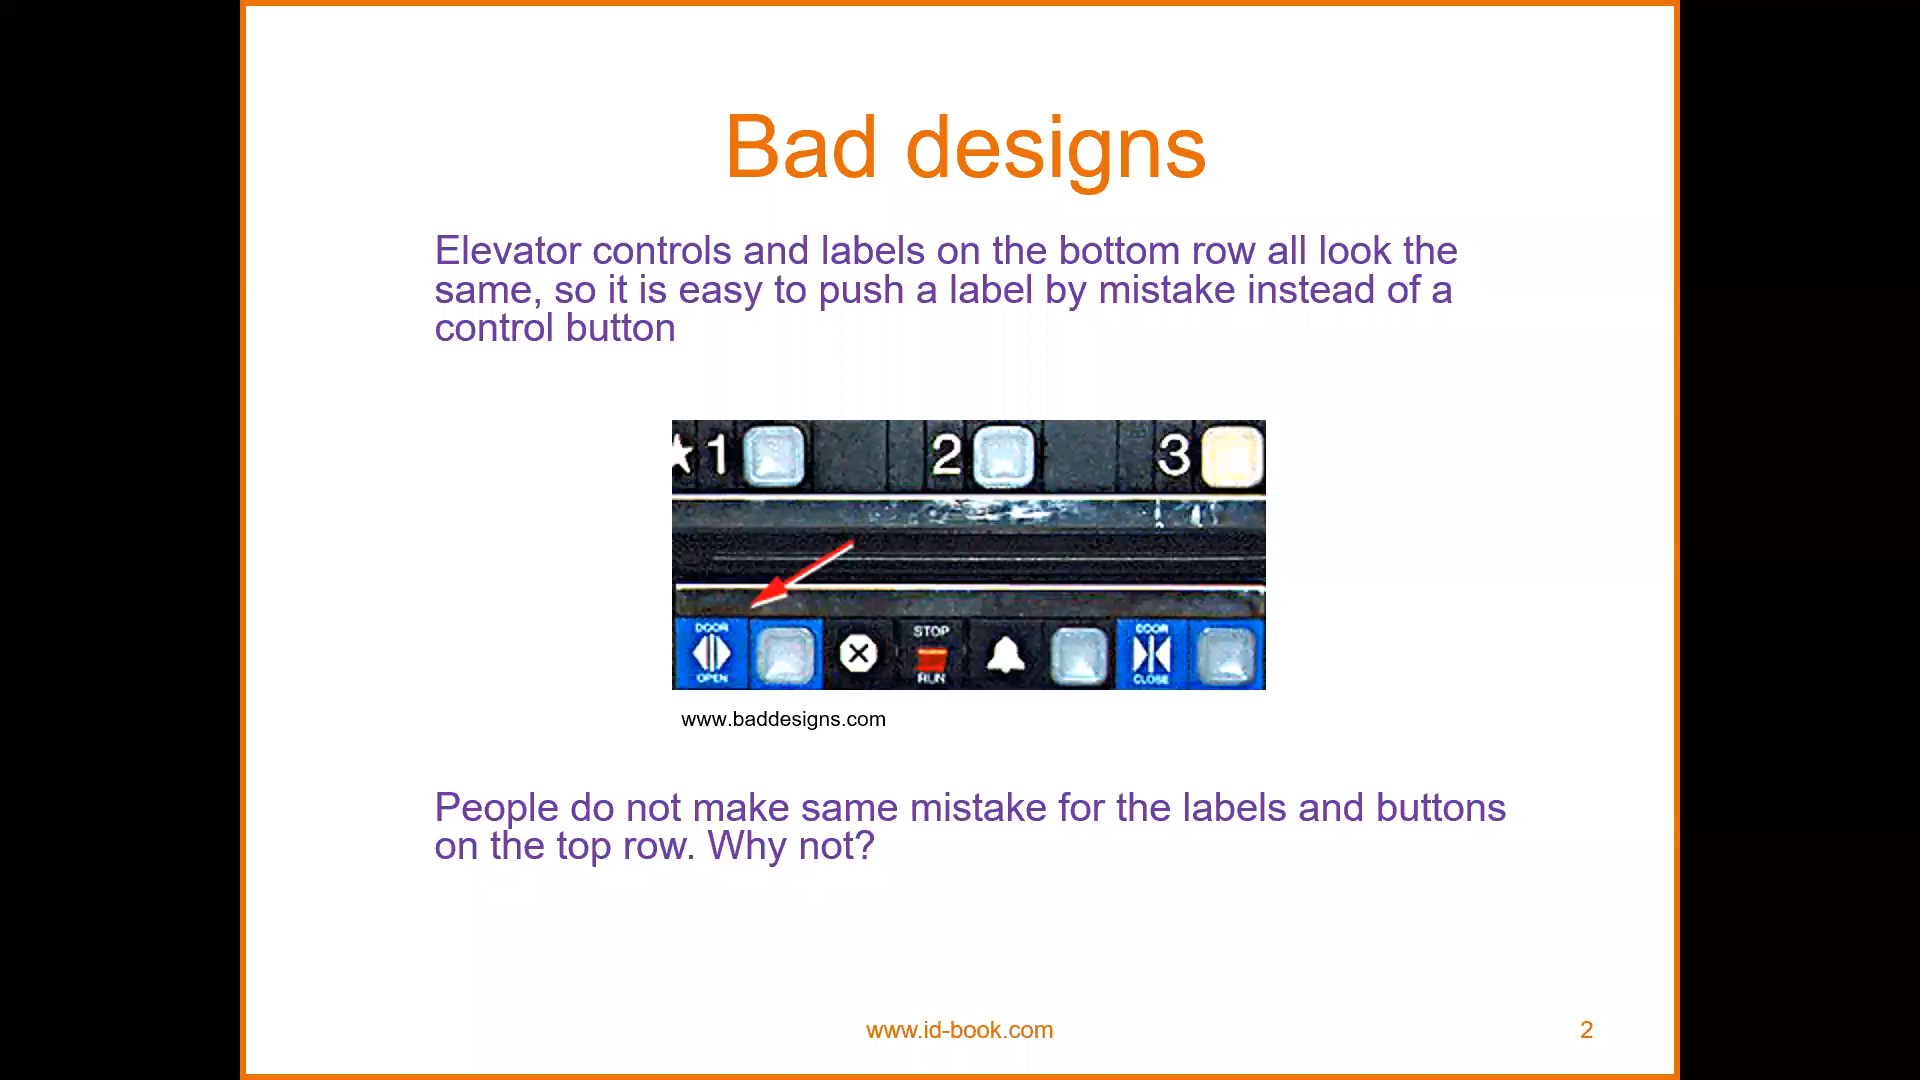 Bad designs
Elevator controls and labels on the bottom row all look the
same, so it is easy to push a label by mistake instead of a
control button
★1 2 3
DOOR STOP DOOR
OPEN RUN CLOSE
www.baddesigns.com
People do not make same mistake for the labels and buttons
on the top row. Why not?
www.id-book.com 2